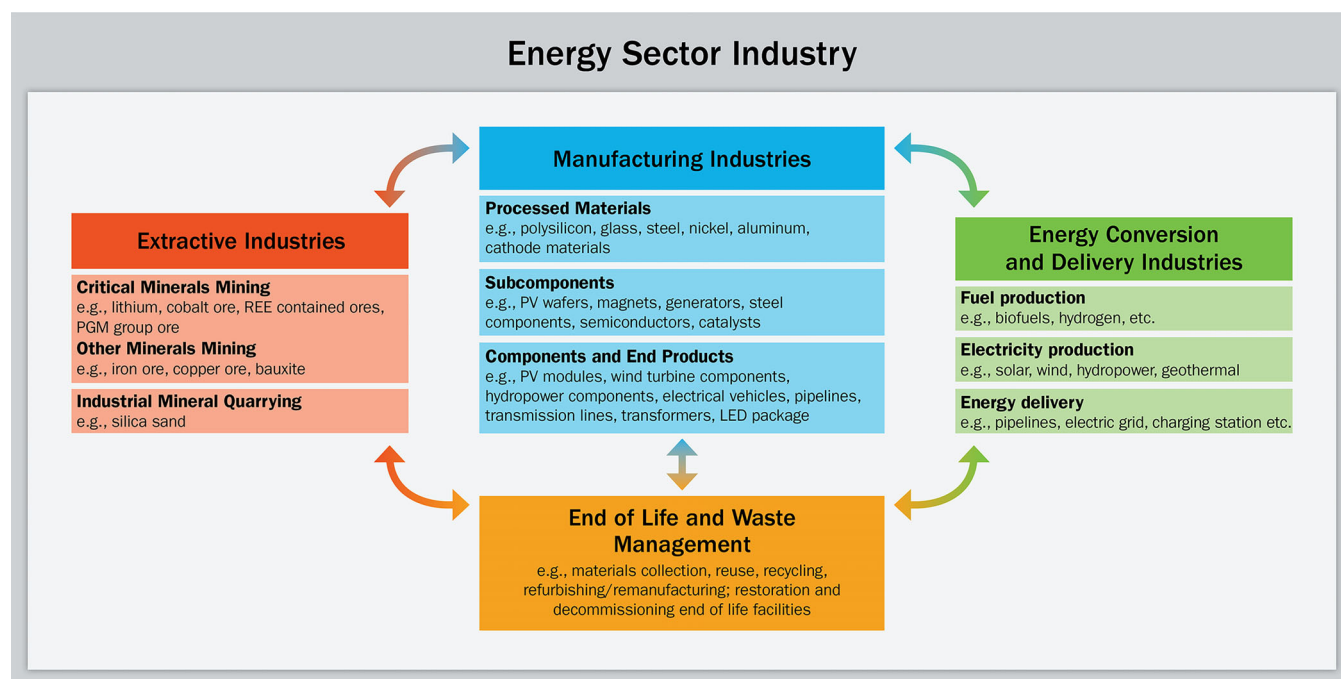 Energy Sector Industry
Extractive Industries
Critical Minerals Mining
e.g., lithium, cobalt ore, REE contained ores,
PGM group ore
Other Minerals Mining
e.g., iron ore, copper ore, bauxite
Industrial Mineral Quarrying
e.g., silica sand
Manufacturing Industries
Processed Materials
e.g., polysilicon, glass, steel, nickel, aluminum,
cathode materials
Subcomponents
e.g., PV wafers, magnets, generators, steel
components, semiconductors, catalysts
Components and End Products
e.g., PV modules, wind turbine components,
hydropower components, electrical vehicles, pipelines,
transmission lines, transformers, LED package
Energy Conversion
and Delivery Industries
Fuel production
e.g., biofuels, hydrogen, etc.
Electricity production
e.g., solar, wind, hydropower, geothermal
Energy delivery
e.g., pipelines, electric grid, charging station etc.
End of Life and Waste
Management
e.g., materials collection, reuse, recycling,
refurbishing/remanufacturing; restoration and
decommissioning end of life facilities